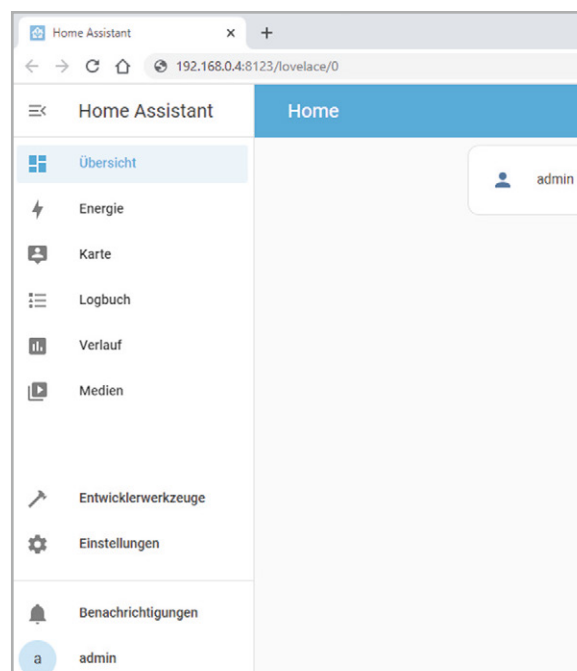 Home Assistant
192.168.0.4:8123/lovelace/0
Home Assistant
Home
Übersicht
admin
Energie
Karte
Logbuch
Verlauf
Medien
Entwicklerwerkzeuge
Einstellungen
Benachrichtigungen
a
admin